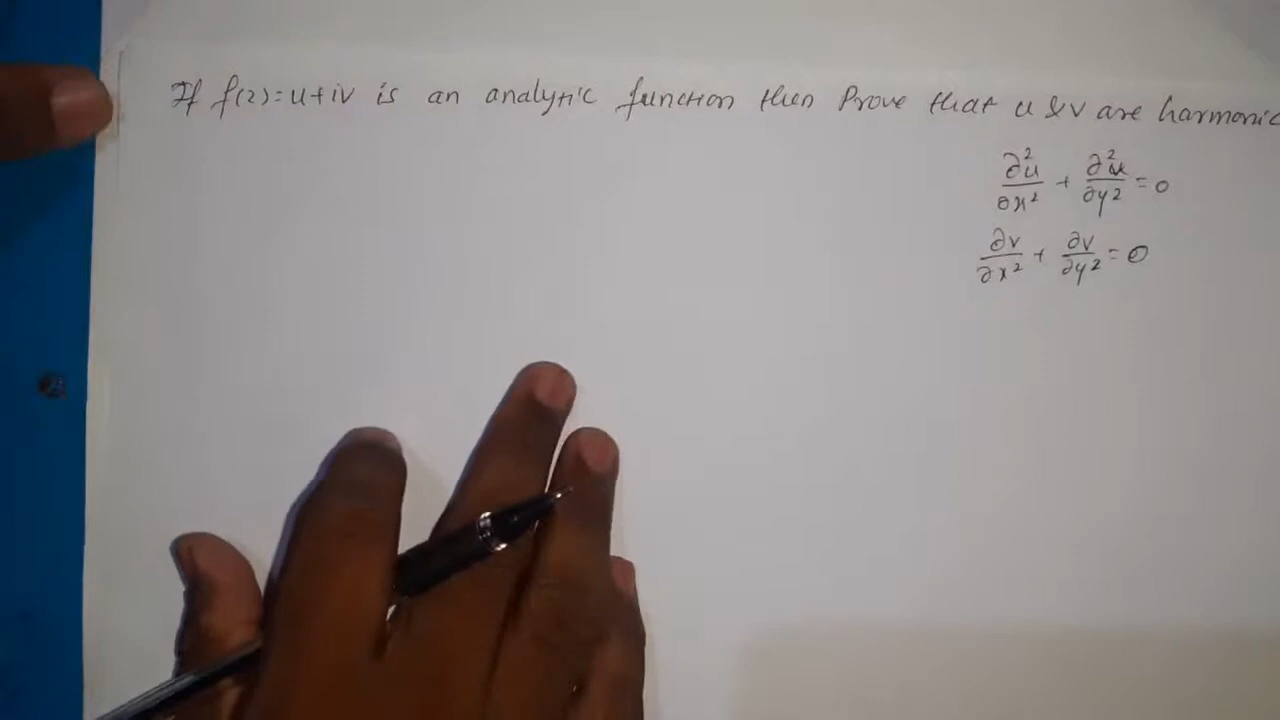 If f(z)=u+iv is an analytic function then Prove that u & v are harmonic
∂²u/∂x² + ∂²u/∂y² = 0
∂v/∂x² + ∂v/∂y² = 0